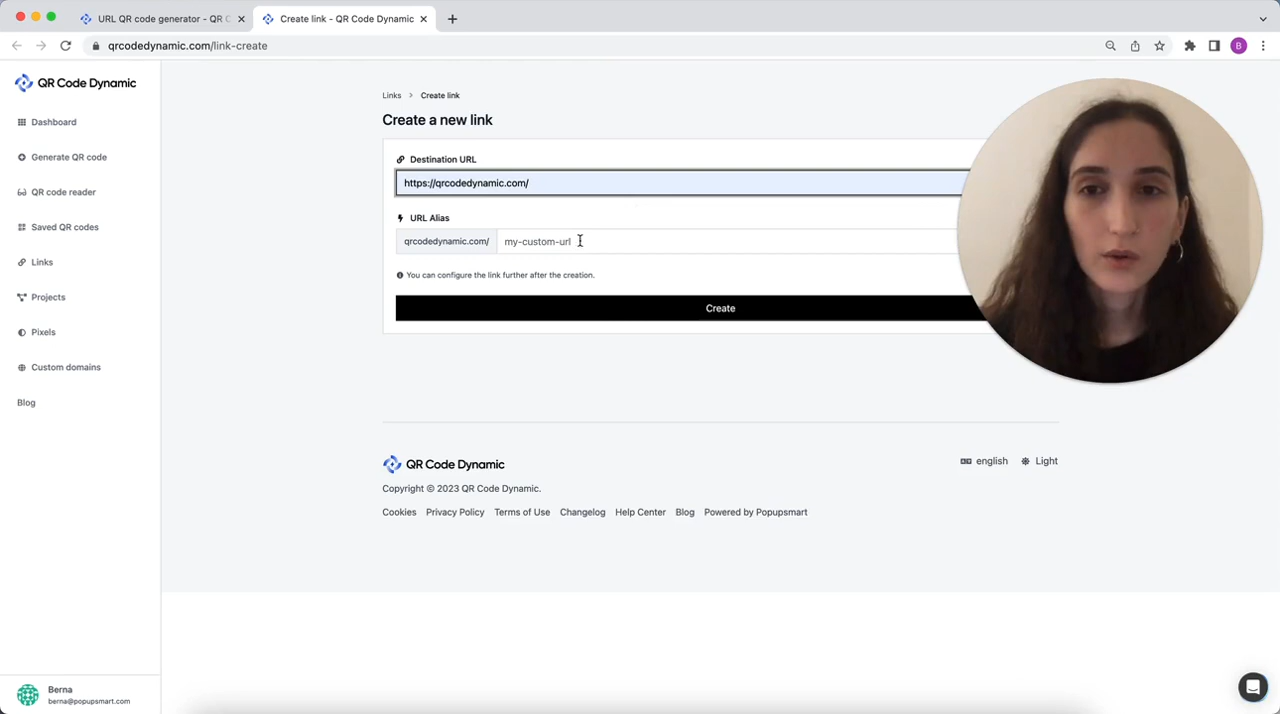 URL QR code generator - QR C
Create link - QR Code Dynamic
qrcodedynamic.com/link-create
B
QR Code Dynamic
Dashboard
Generate QR code
QR code reader
Saved QR codes
Links
Projects
Pixels
Custom domains
Blog
Berna
berna@popupsmart.com
Links > Create link
Create a new link
Destination URL
https://qrcodedynamic.com/
URL Alias
qrcodedynamic.com/ my-custom-url
You can configure the link further after the creation.
Create
QR Code Dynamic
english Light
Copyright © 2023 QR Code Dynamic.
Cookies Privacy Policy Terms of Use Changelog Help Center Blog Powered by Popupsmart